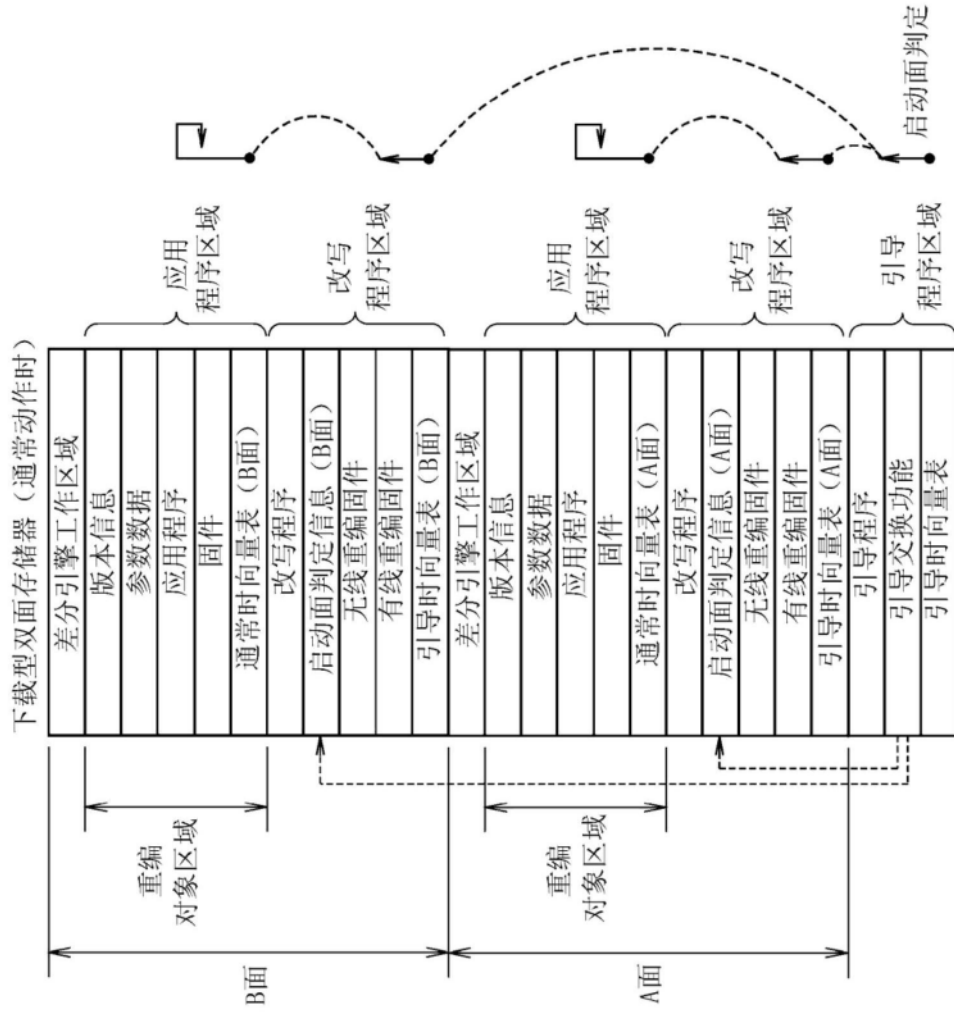 下载型双面存储器（通常动作时）
差分引擎工作区域
版本信息
参数数据
应用程序
固件
通常时向量表（B面）
改写程序
启动面判定信息（B面）
无线重编固件
有线重编固件
引导时向量表（B面）
差分引擎工作区域
版本信息
参数数据
应用程序
固件
通常时向量表（A面）
改写程序
启动面判定信息（A面）
无线重编固件
有线重编固件
引导时向量表（A面）
引导程序
引导交换功能
引导时向量表
应用
程序区域
改写
程序区域
应用
程序区域
改写
程序区域
引导
程序区域
启动面判定
重编
对象区域
重编
对象区域
B面
A面